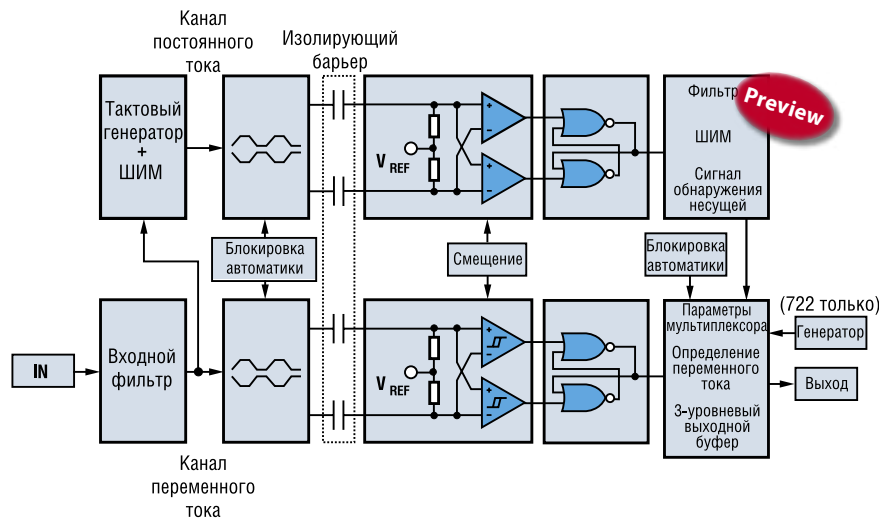 Канал
постоянного
тока
Изолирующий
барьер
Тактовый
генератор
+
ШИМ
V REF
Фильтр
Preview
ШИМ
Сигнал
обнаружения
несущей
Блокировка
автоматики
Смещение
Блокировка
автоматики
IN
Входной
фильтр
V REF
Параметры
мультиплексора
Определение
переменного
тока
3-уровневый
выходной
буфер
(722 только)
Генератор
Выход
Канал
переменного
тока